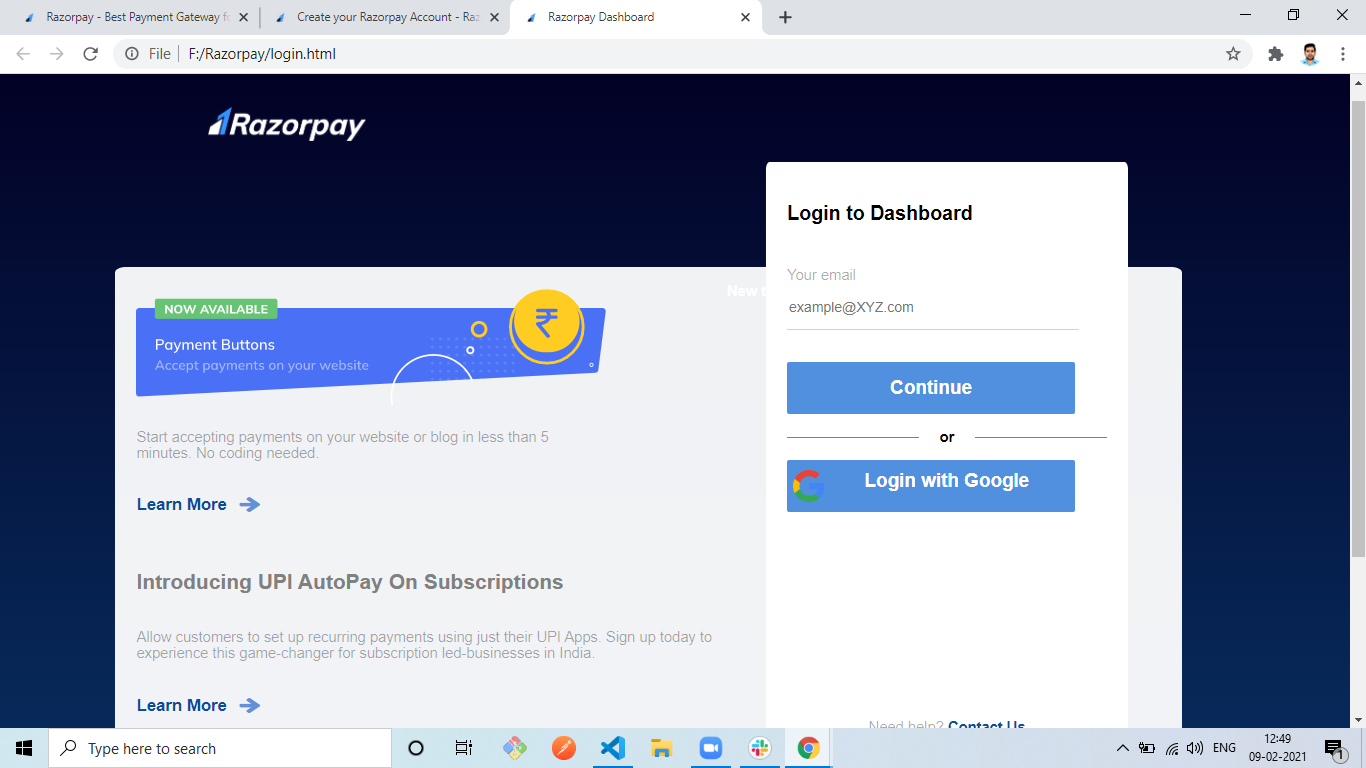 Razorpay - Best Payment Gateway fo
Create your Razorpay Account - Raz
Razorpay Dashboard
File
F:/Razorpay/login.html
Razorpay
Login to Dashboard
Your email
New t
example@XYZ.com
NOW AVAILABLE
₹
Payment Buttons
Accept payments on your website
Continue
or
Start accepting payments on your website or blog in less than 5
minutes. No coding needed.
Login with Google
Learn More
Introducing UPI AutoPay On Subscriptions
Allow customers to set up recurring payments using just their UPI Apps. Sign up today to
experience this game-changer for subscription led-businesses in India.
Learn More
Need help? Contact Us
Type here to search
ENG
12:49
09-02-2021
1